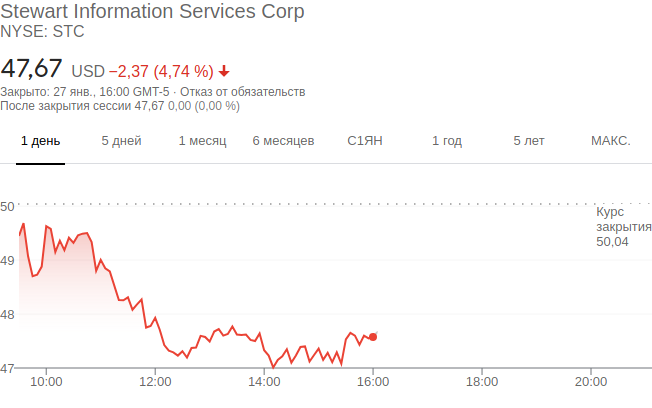 Stewart Information Services Corp
NYSE: STC
47,67 USD −2,37 (4,74 %)
Закрыто: 27 янв., 16:00 GMT-5 · Отказ от обязательств
После закрытия сессии 47,67 0,00 (0,00 %)
1 день 5 дней 1 месяц 6 месяцев С1ЯН 1 год 5 лет МАКС.
50
Курс
закрытия
50,04
49
48
47
10:00 12:00 14:00 16:00 18:00 20:00